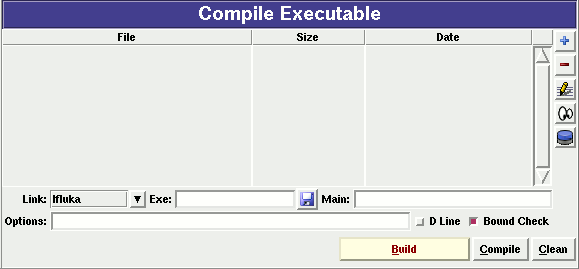 Compile Executable
File Size Date
Link: lfluka Exe: Main:
Options: D Line Bound Check
Build Compile Clean